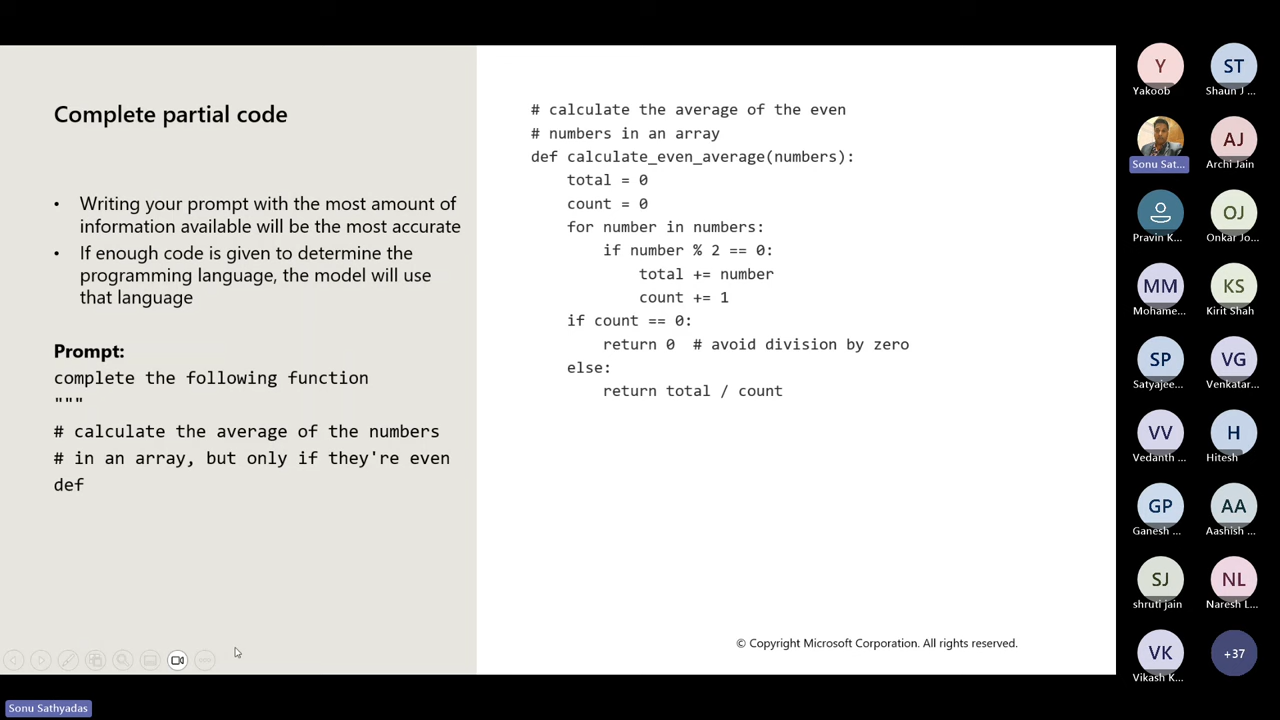 Complete partial code
• Writing your prompt with the most amount of
information available will be the most accurate
• If enough code is given to determine the
programming language, the model will use
that language
Prompt:
complete the following function
"""
# calculate the average of the numbers
# in an array, but only if they're even
def
# calculate the average of the even
# numbers in an array
def calculate_even_average(numbers):
    total = 0
    count = 0
    for number in numbers:
        if number % 2 == 0:
            total += number
            count += 1
    if count == 0:
        return 0  # avoid division by zero
    else:
        return total / count
© Copyright Microsoft Corporation. All rights reserved.
Y
Yakoob
ST
Shaun J ...
Sonu Sat...
AJ
Archi Jain
Pravin K...
OJ
Onkar Jo...
MM
Mohame...
KS
Kirit Shah
SP
Satyajee...
VG
Venkatar...
VV
Vedanth ...
H
Hitesh
GP
Ganesh ...
AA
Aashish ...
SJ
shruti jain
NL
Naresh L...
VK
Vikash K...
+37
Sonu Sathyadas